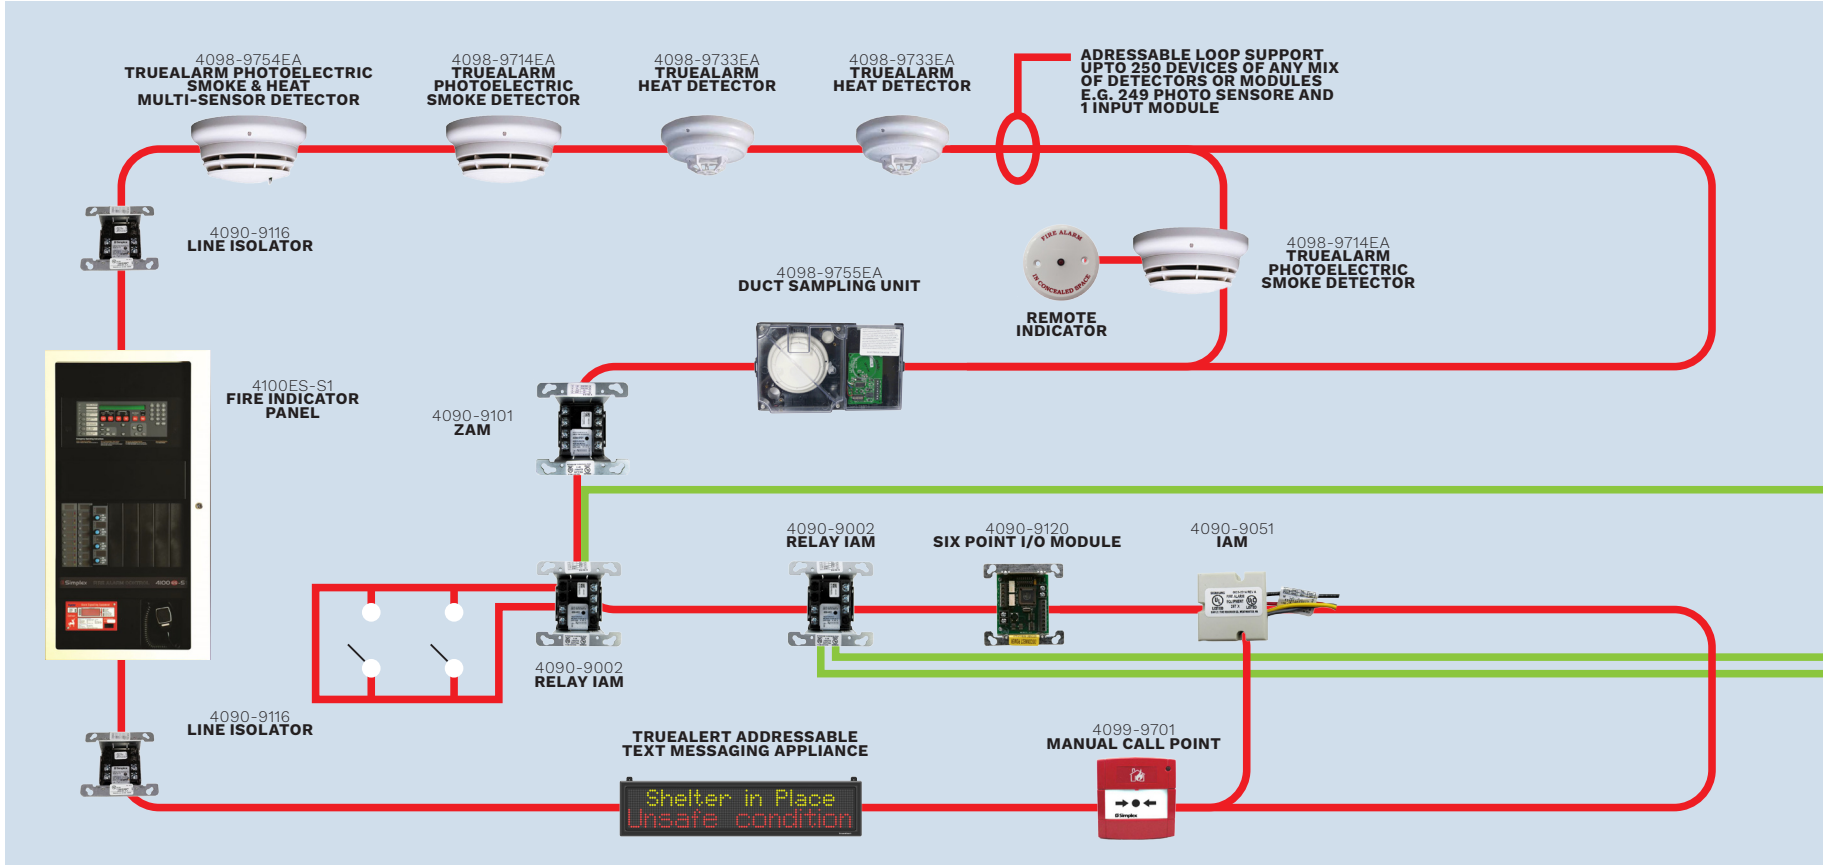 4098-9754EA
TRUEALARM PHOTOELECTRIC
SMOKE & HEAT
MULTI-SENSOR DETECTOR
4098-9714EA
TRUEALARM
PHOTOELECTRIC
SMOKE DETECTOR
4098-9733EA
TRUEALARM
HEAT DETECTOR
4098-9733EA
TRUEALARM
HEAT DETECTOR
ADRESSABLE LOOP SUPPORT
UPTO 250 DEVICES OF ANY MIX
OF DETECTORS OR MODULES
E.G. 249 PHOTO SENSORE AND
1 INPUT MODULE
4090-9116
LINE ISOLATOR
FIRE ALARM
IN CONCEALED SPACE
REMOTE
INDICATOR
4098-9714EA
TRUEALARM
PHOTOELECTRIC
SMOKE DETECTOR
4098-9755EA
DUCT SAMPLING UNIT
4100ES-S1
FIRE INDICATOR
PANEL
4090-9101
ZAM
Simplex
FIRE ALARM CONTROL
4090-9002
RELAY IAM
4090-9002
RELAY IAM
4090-9120
SIX POINT I/O MODULE
4090-9051
IAM
4090-9116
LINE ISOLATOR
TRUEALERT ADDRESSABLE
TEXT MESSAGING APPLIANCE
Shelter in Place
Unsafe condition
4099-9701
MANUAL CALL POINT
Simplex